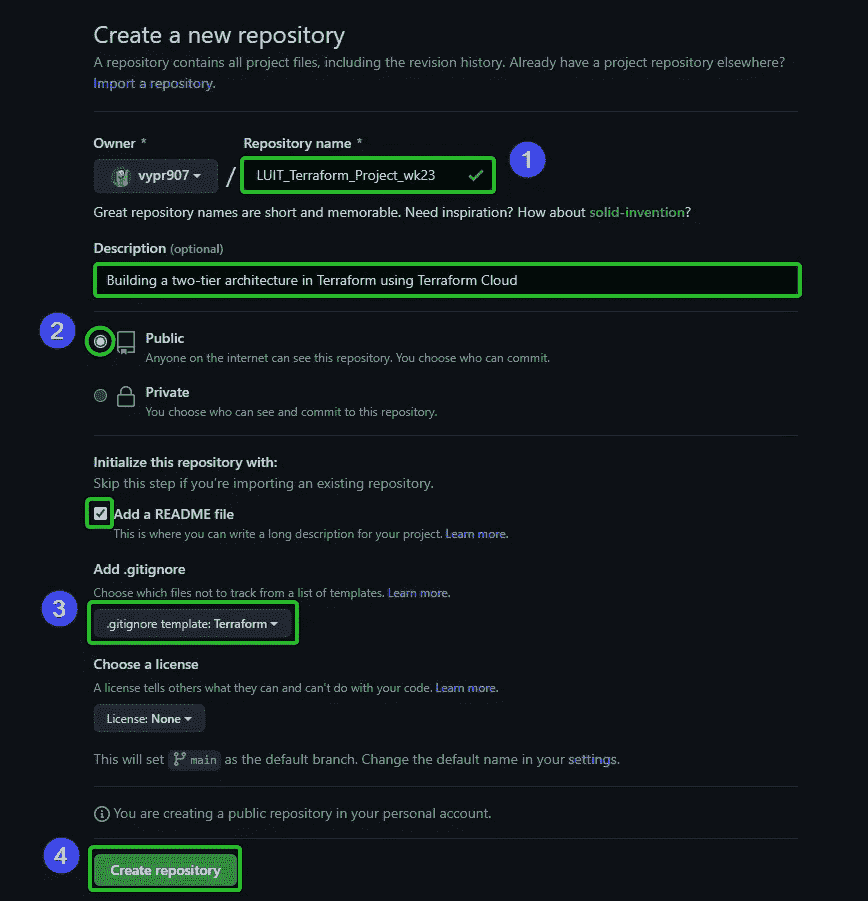 Create a new repository
A repository contains all project files, including the revision history. Already have a project repository elsewhere?
Import a repository.
Owner * Repository name *
vypr907 / LUIT_Terraform_Project_wk23 1
Great repository names are short and memorable. Need inspiration? How about solid-invention?
Description (optional)
Building a two-tier architecture in Terraform using Terraform Cloud
2 Public
Anyone on the internet can see this repository. You choose who can commit.
Private
You choose who can see and commit to this repository.
Initialize this repository with:
Skip this step if you're importing an existing repository.
Add a README file
This is where you can write a long description for your project. Learn more.
Add .gitignore
Choose which files not to track from a list of templates. Learn more.
3 .gitignore template: Terraform
Choose a license
A license tells others what they can and can't do with your code. Learn more.
License: None
This will set main as the default branch. Change the default name in your settings.
You are creating a public repository in your personal account.
4 Create repository